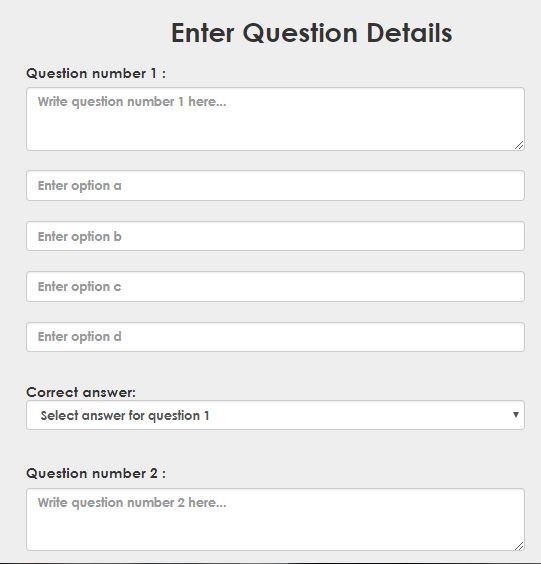 Enter Question Details
Question number 1 :
Write question number 1 here...
Enter option a
Enter option b
Enter option c
Enter option d
Correct answer:
Select answer for question 1
Question number 2 :
Write question number 2 here...